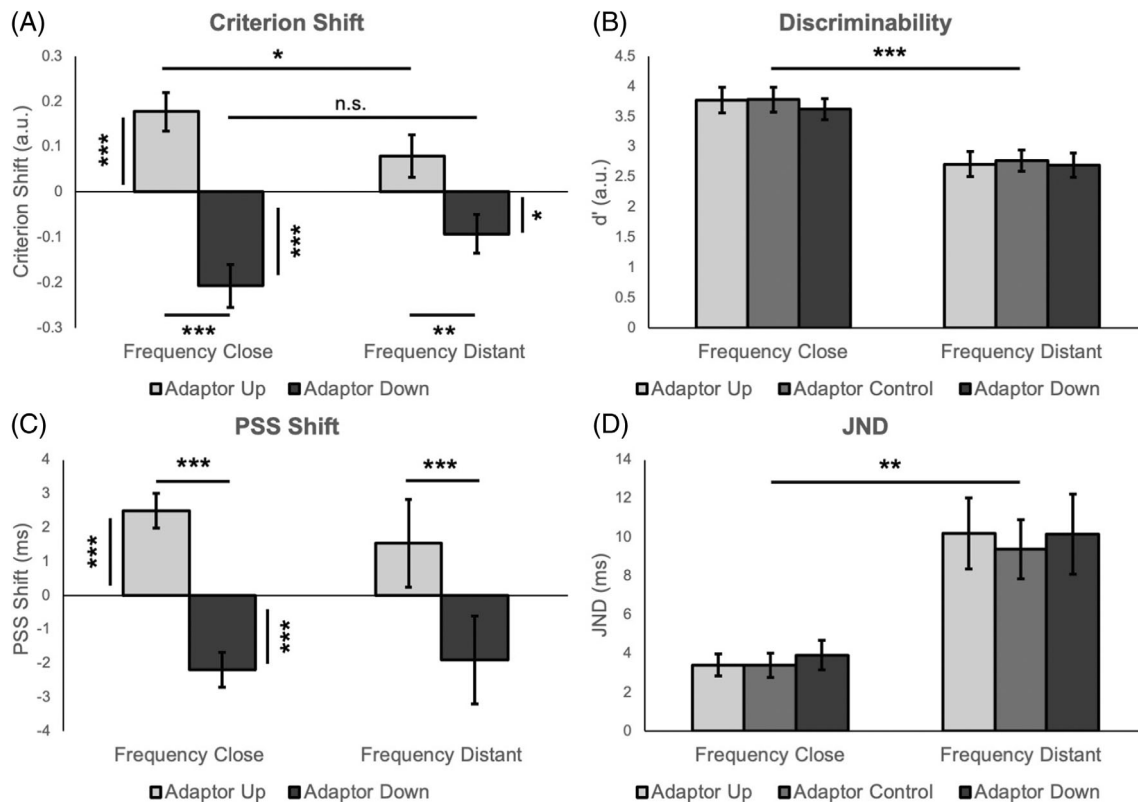 (A) Criterion Shift
Criterion Shift (a.u.)
0.3
0.2
0.1
0
-0.1
-0.2
-0.3
*
n.s.
***
***
*
***
**
Frequency Close Frequency Distant
Adaptor Up Adaptor Down
(B) Discriminability
d' (a.u.)
4.5
4
3.5
3
2.5
2
1.5
1
0.5
0
***
Frequency Close Frequency Distant
Adaptor Up Adaptor Control Adaptor Down
(C) PSS Shift
PSS Shift (ms)
4
3
2
1
0
-1
-2
-3
-4
*** ***
***
***
Frequency Close Frequency Distant
Adaptor Up Adaptor Down
(D) JND
JND (ms)
14
12
10
8
6
4
2
0
**
Frequency Close Frequency Distant
Adaptor Up Adaptor Control Adaptor Down